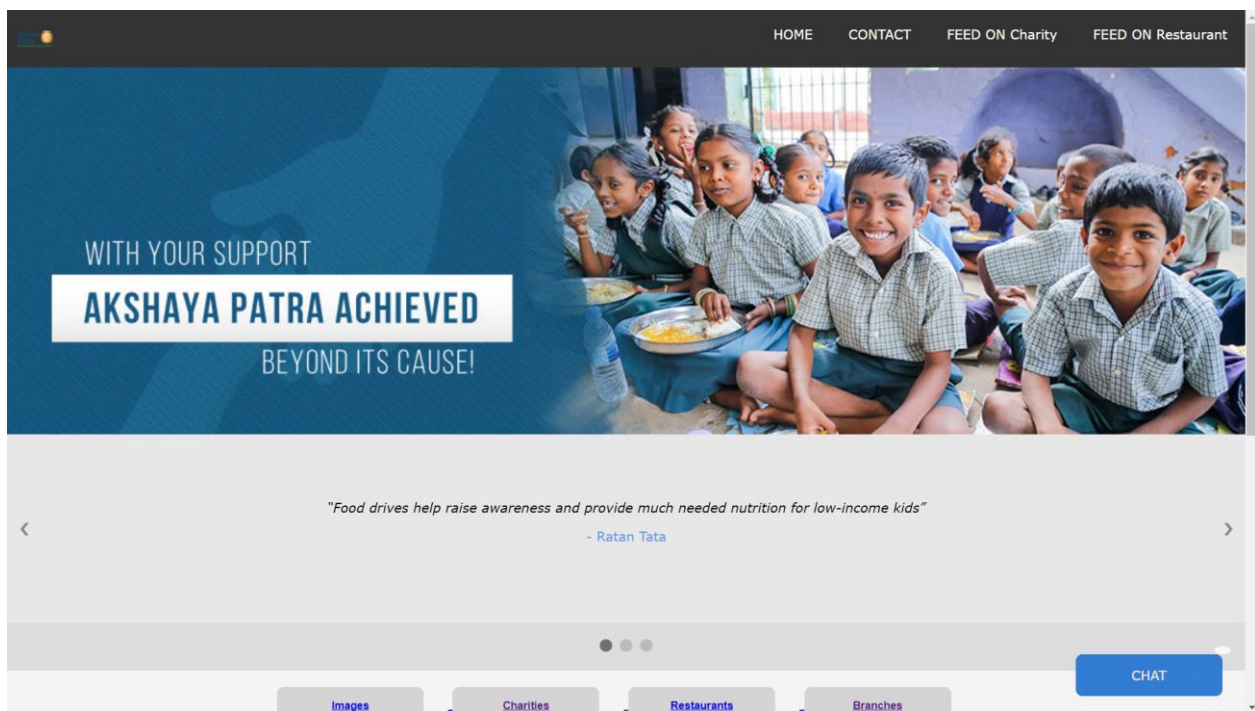 HOME CONTACT FEED ON Charity FEED ON Restaurant
WITH YOUR SUPPORT
AKSHAYA PATRA ACHIEVED
BEYOND ITS CAUSE!
“Food drives help raise awareness and provide much needed nutrition for low-income kids”
- Ratan Tata
‹ ›
CHAT
Images Charities Restaurants Branches